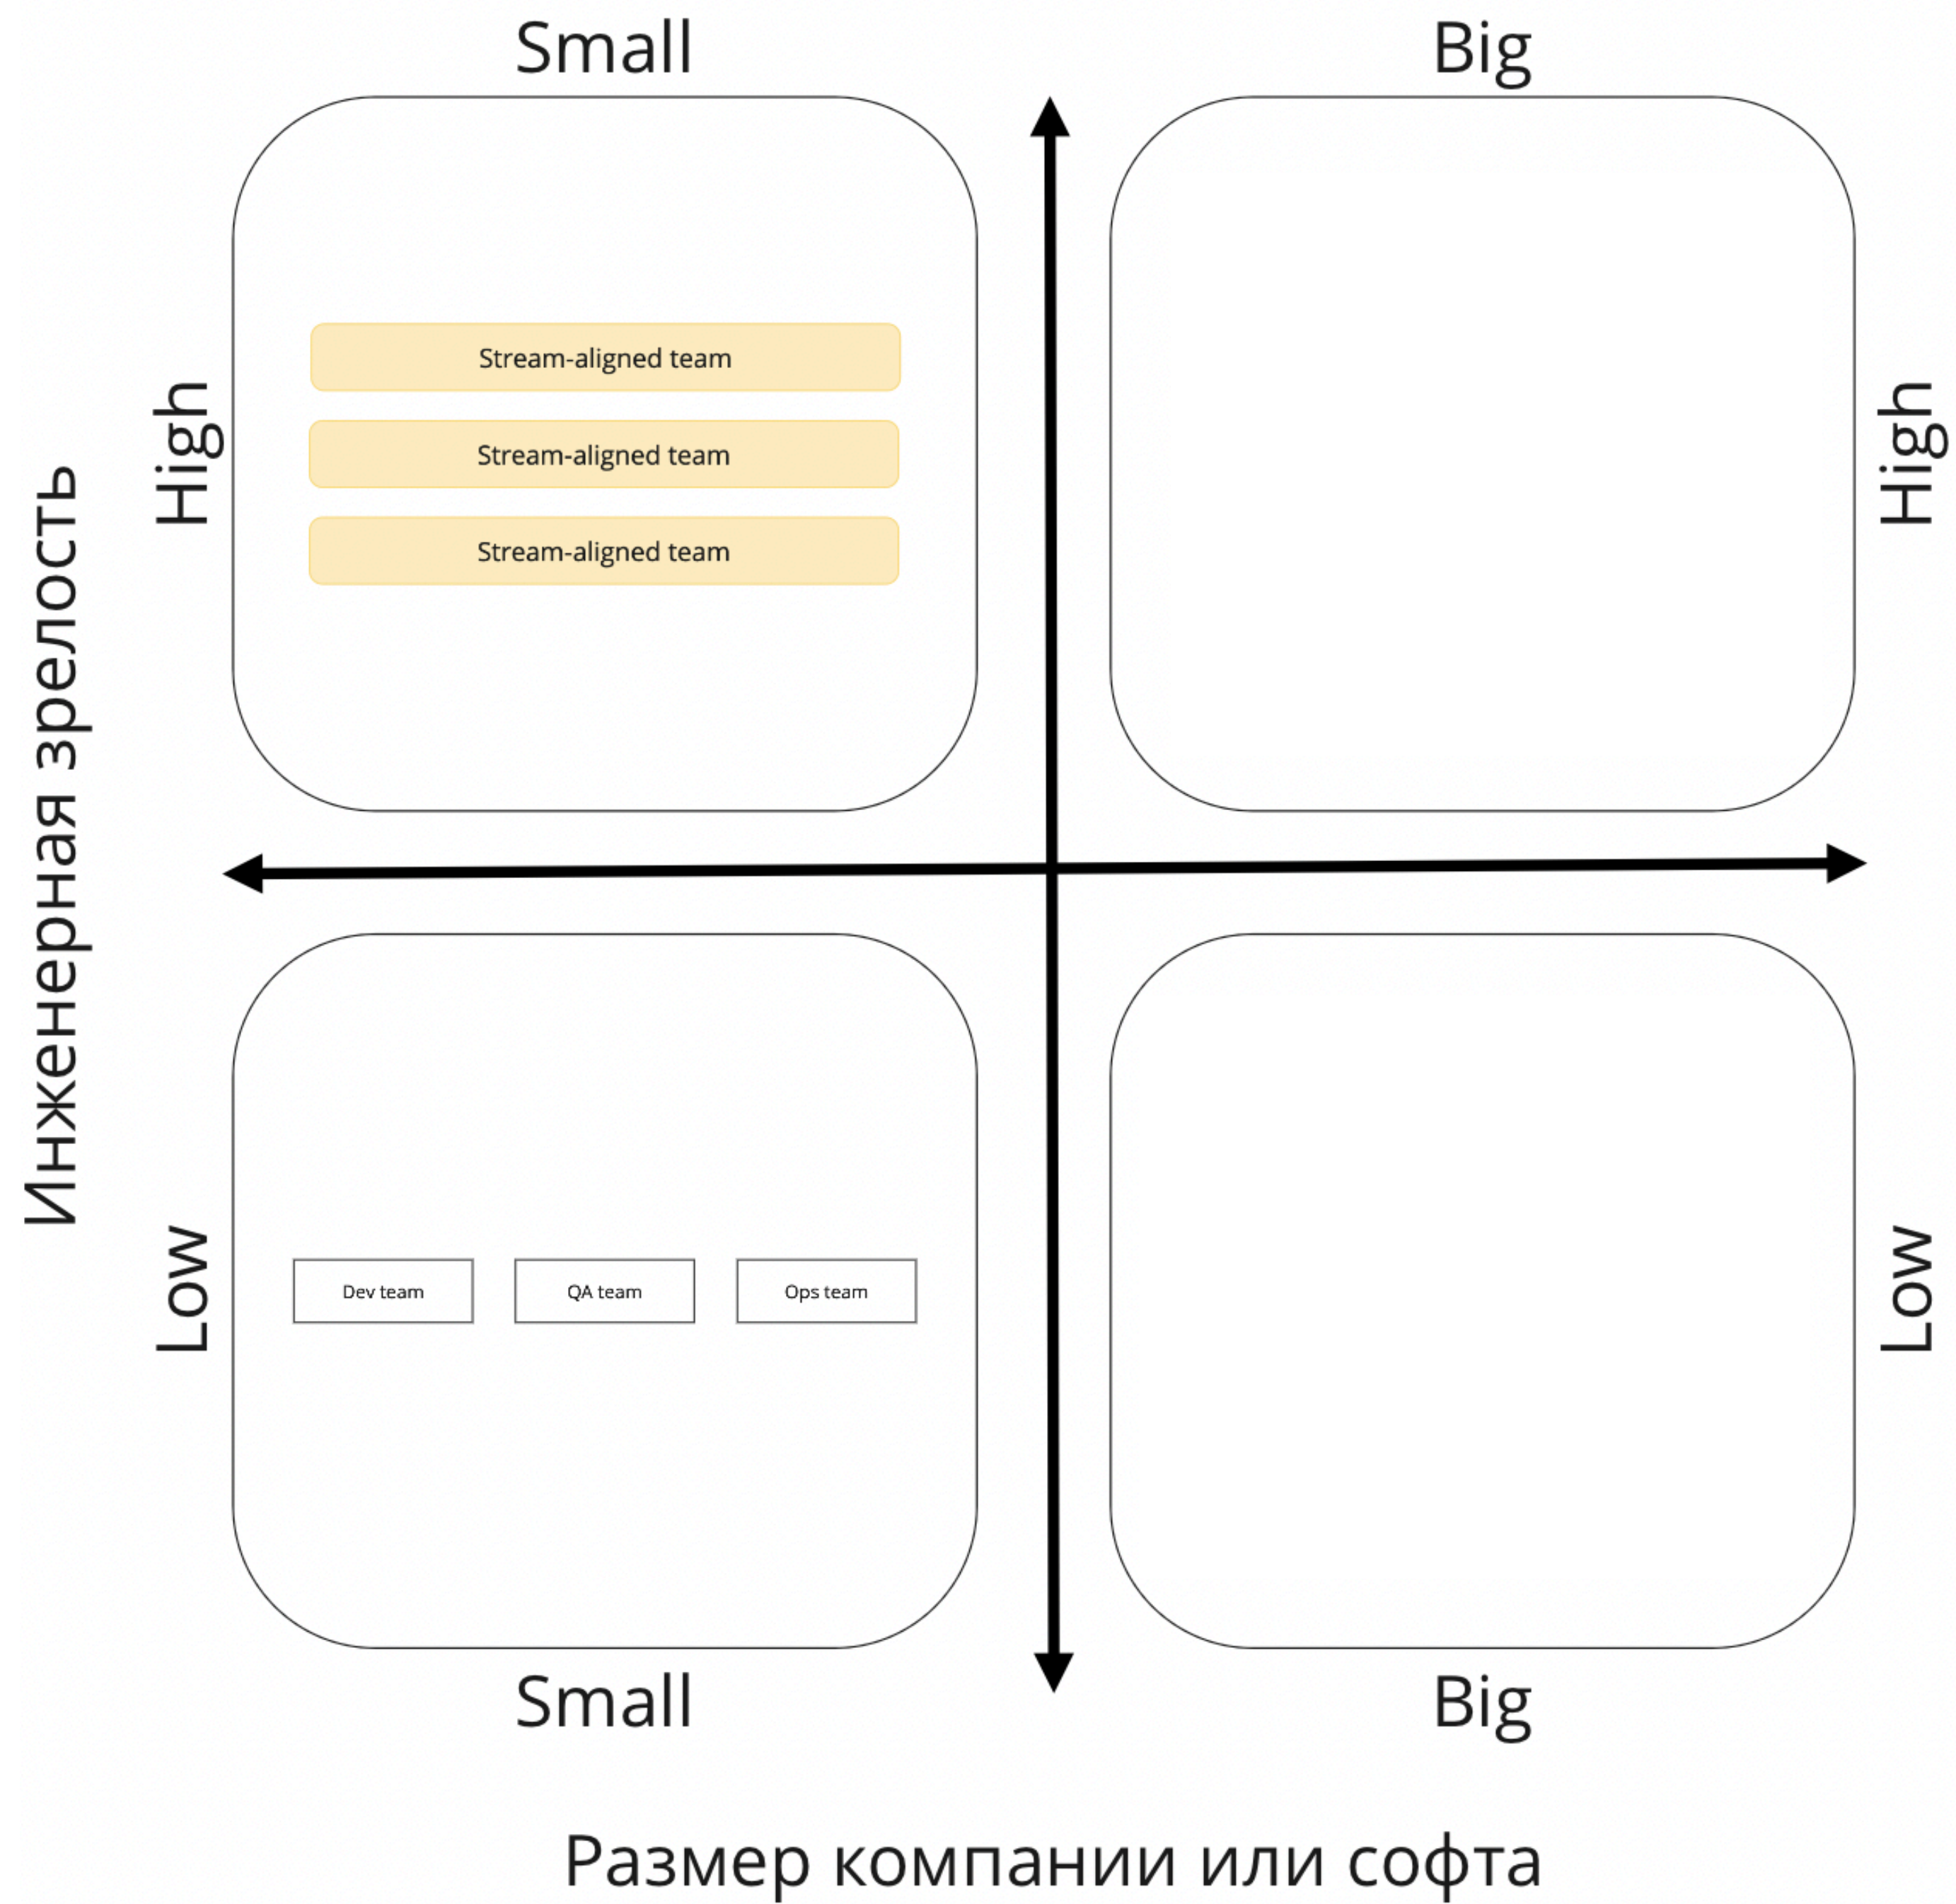 Small
Big
High
High
Stream-aligned team
Stream-aligned team
Stream-aligned team
Инженерная зрелость
Low
Low
Dev team
QA team
Ops team
Small
Big
Размер компании или софта